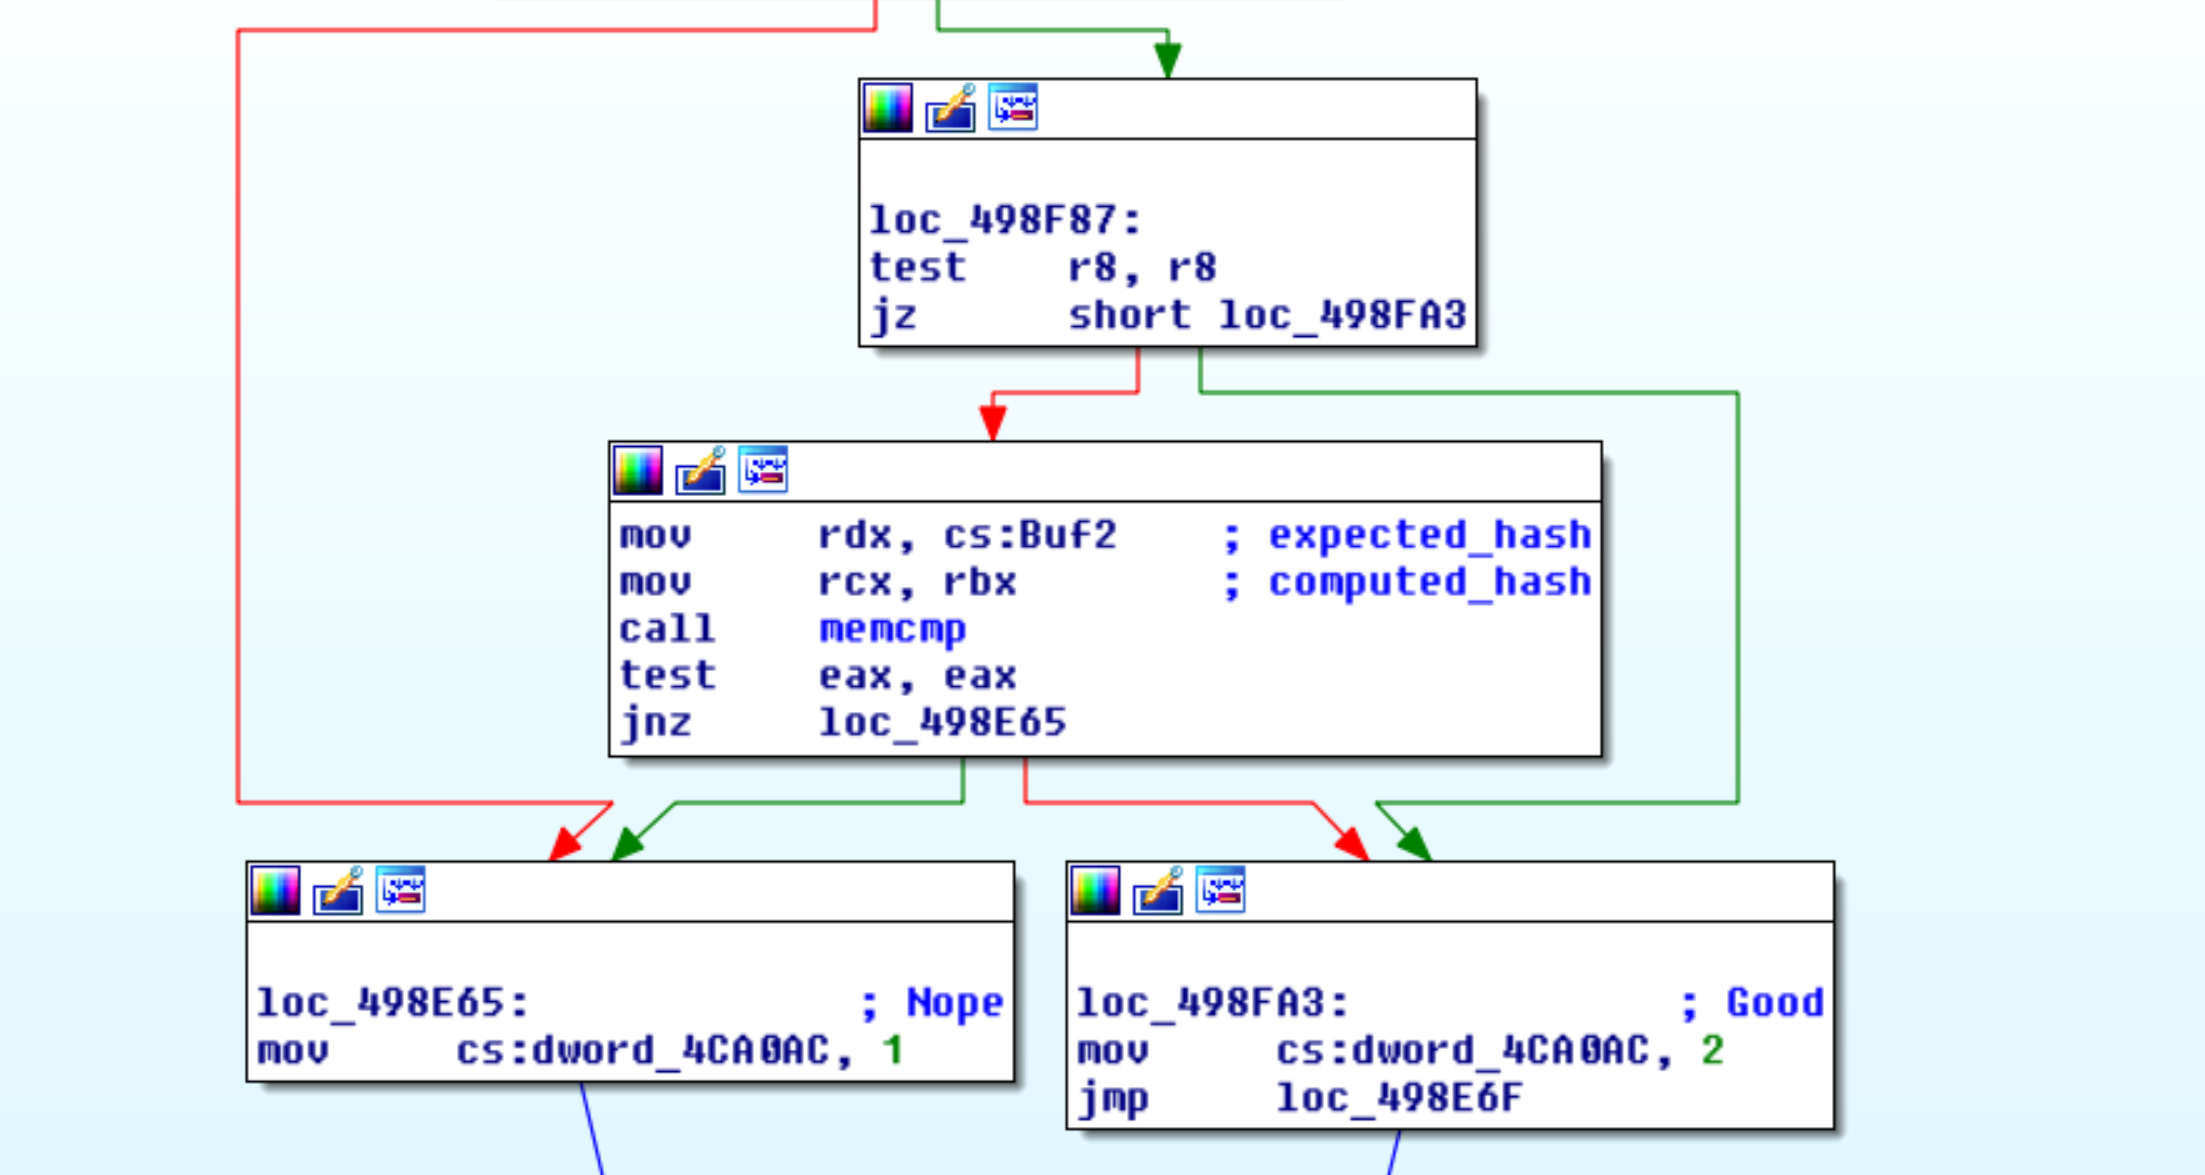 loc_498F87:
test r8, r8
jz short loc_498FA3
mov rdx, cs:Buf2 ; expected_hash
mov rcx, rbx ; computed_hash
call memcmp
test eax, eax
jnz loc_498E65
loc_498E65: ; Nope
mov cs:dword_4CA0AC, 1
loc_498FA3: ; Good
mov cs:dword_4CA0AC, 2
jmp loc_498E6F